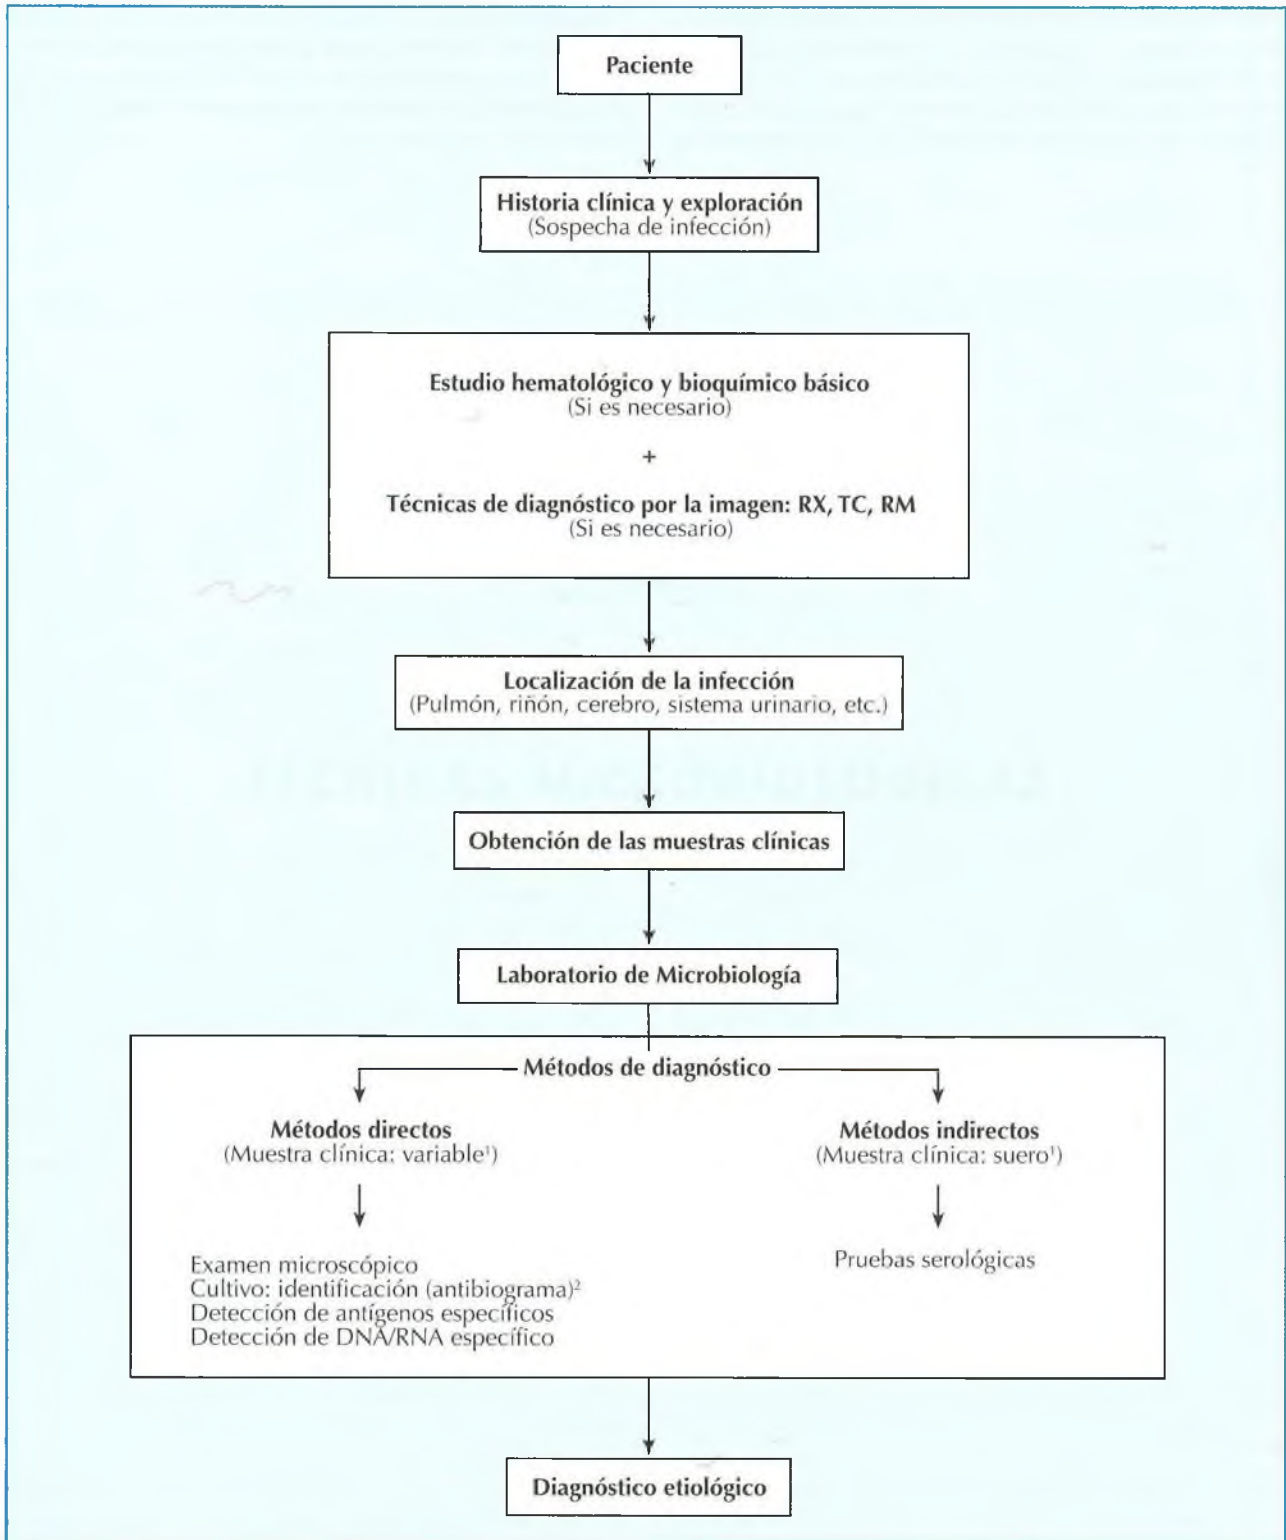 Paciente
Historia clínica y exploración
(Sospecha de infección)
Estudio hematológico y bioquímico básico
(Si es necesario)
+
Técnicas de diagnóstico por la imagen: RX, TC, RM
(Si es necesario)
Localización de la infección
(Pulmón, riñón, cerebro, sistema urinario, etc.)
Obtención de las muestras clínicas
Laboratorio de Microbiología
Métodos de diagnóstico
Métodos directos
(Muestra clínica: variable¹)
Examen microscópico
Cultivo: identificación (antibiograma)²
Detección de antígenos específicos
Detección de DNA/RNA específico
Métodos indirectos
(Muestra clínica: suero¹)
Pruebas serológicas
Diagnóstico etiológico